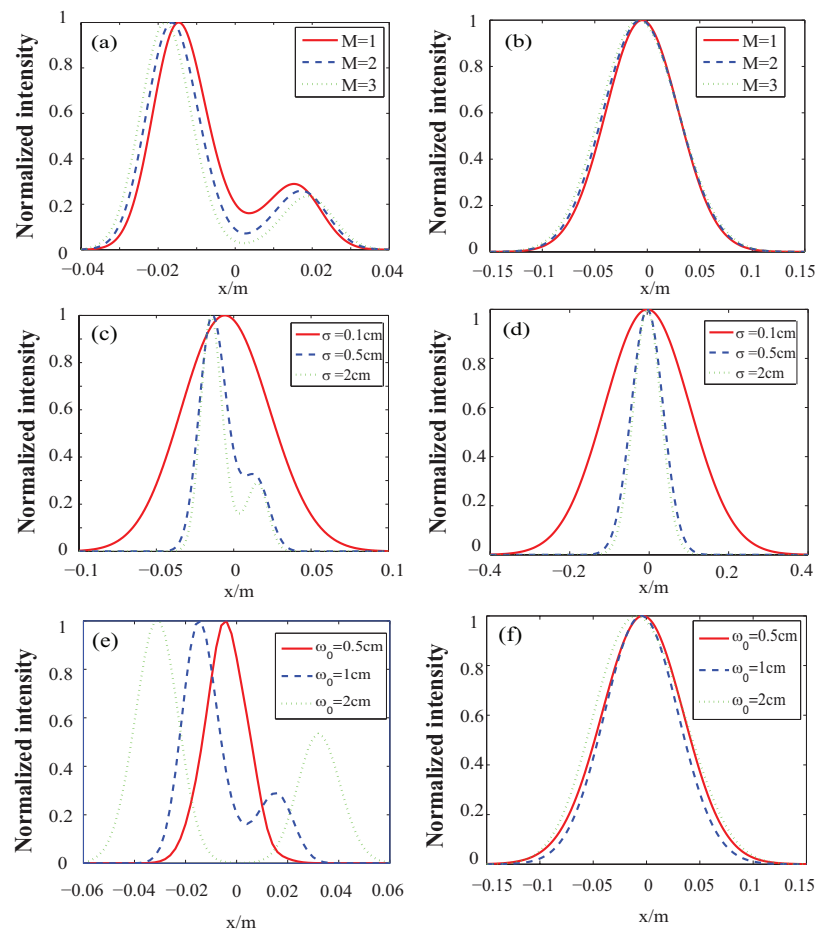 (a)
M=1
M=2
M=3
Normalized intensity
1
0.8
0.6
0.4
0.2
0
−0.04
−0.02
0
0.02
0.04
x/m
(b)
M=1
M=2
M=3
Normalized intensity
1
0.8
0.6
0.4
0.2
0
−0.15
−0.1
−0.05
0
0.05
0.1
0.15
x/m
(c)
σ =0.1cm
σ =0.5cm
σ =2cm
Normalized intensity
1
0.8
0.6
0.4
0.2
0
−0.1
−0.05
0
0.05
0.1
x/m
(d)
σ =0.1cm
σ =0.5cm
σ =2cm
Normalized intensity
1
0.8
0.6
0.4
0.2
0
−0.4
−0.2
0
0.2
0.4
x/m
(e)
ω0=0.5cm
ω0=1cm
ω0=2cm
Normalized intensity
1
0.8
0.6
0.4
0.2
0
−0.06
−0.04
−0.02
0
0.02
0.04
0.06
x/m
(f)
ω0=0.5cm
ω0=1cm
ω0=2cm
Normalized intensity
1
0.8
0.6
0.4
0.2
0
−0.15
−0.1
−0.05
0
0.05
0.1
0.15
x/m